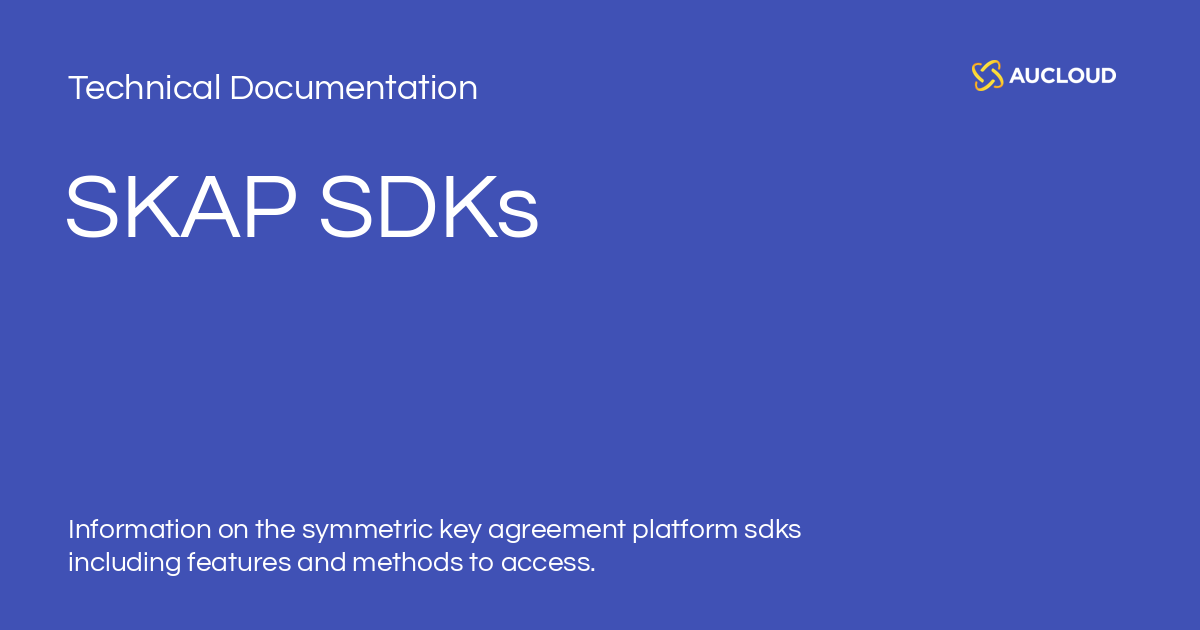 Technical Documentation
AUCLOUD
SKAP SDKs
Information on the symmetric key agreement platform sdks
including features and methods to access.